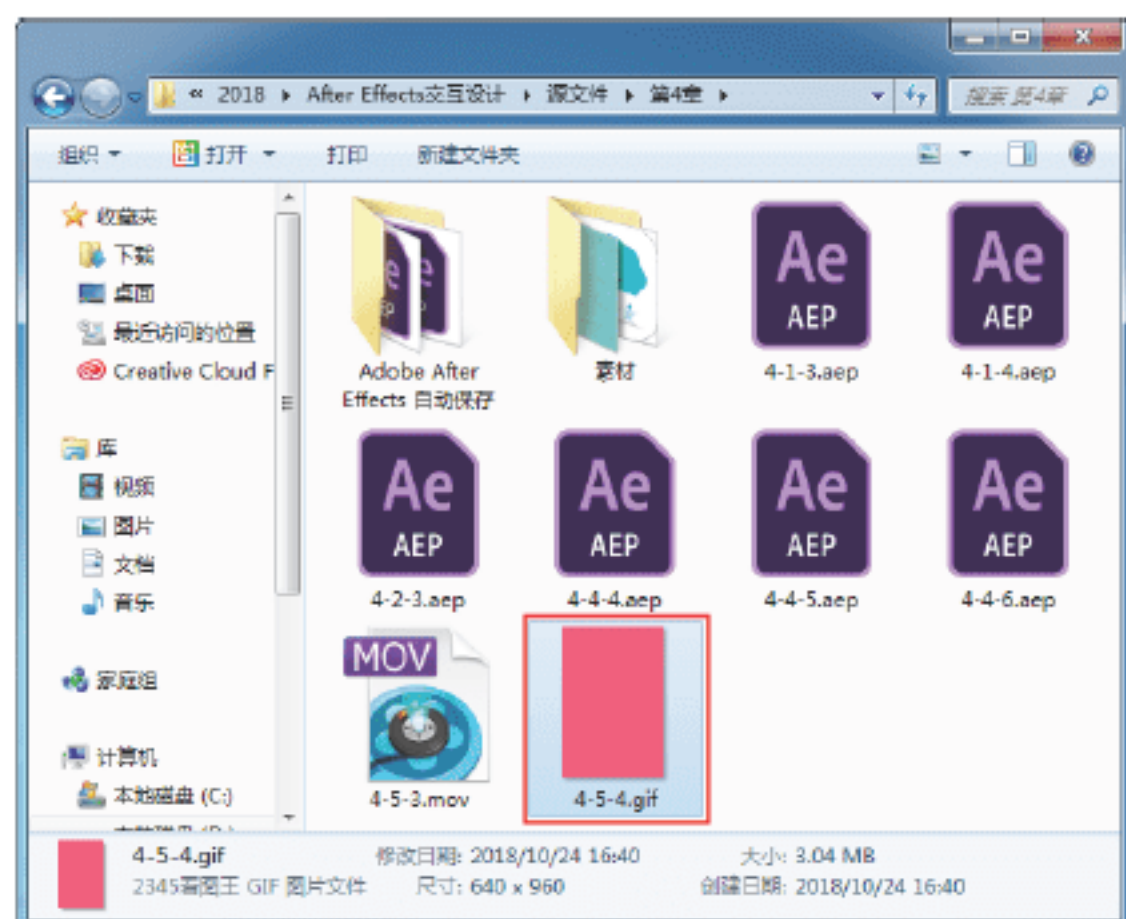 « 2018 ▸ After Effects交互设计 ▸ 源文件 ▸ 第4章 ▸
搜索 第4章
组织 打开 打印 新建文件夹
收藏夹
下载
桌面
最近访问的位置
Creative Cloud F
库
视频
图片
文档
音乐
家庭组
计算机
本地磁盘 (C:)
Adobe After
Effects 自动保存
素材
Ae
AEP
4-1-3.aep
Ae
AEP
4-1-4.aep
Ae
AEP
4-2-3.aep
Ae
AEP
4-4-4.aep
Ae
AEP
4-4-5.aep
Ae
AEP
4-4-6.aep
MOV
4-5-3.mov
4-5-4.gif
4-5-4.gif 修改日期: 2018/10/24 16:40 大小: 3.04 MB
2345看图王 GIF 图片文件 尺寸: 640 x 960 创建日期: 2018/10/24 16:40